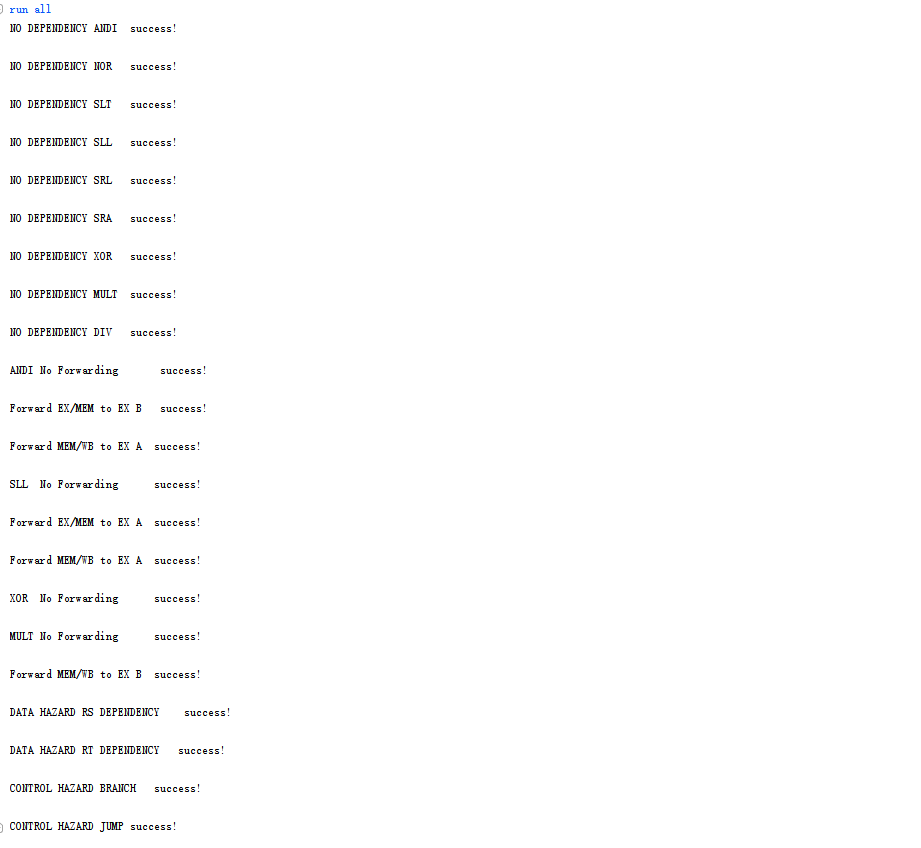 run all
NO DEPENDENCY ANDI  success!
NO DEPENDENCY NOR   success!
NO DEPENDENCY SLT   success!
NO DEPENDENCY SLL   success!
NO DEPENDENCY SRL   success!
NO DEPENDENCY SRA   success!
NO DEPENDENCY XOR   success!
NO DEPENDENCY MULT  success!
NO DEPENDENCY DIV   success!
ANDI No Forwarding       success!
Forward EX/MEM to EX B   success!
Forward MEM/WB to EX A  success!
SLL  No Forwarding      success!
Forward EX/MEM to EX A  success!
Forward MEM/WB to EX A  success!
XOR  No Forwarding      success!
MULT No Forwarding      success!
Forward MEM/WB to EX B  success!
DATA HAZARD RS DEPENDENCY    success!
DATA HAZARD RT DEPENDENCY   success!
CONTROL HAZARD BRANCH   success!
CONTROL HAZARD JUMP success!